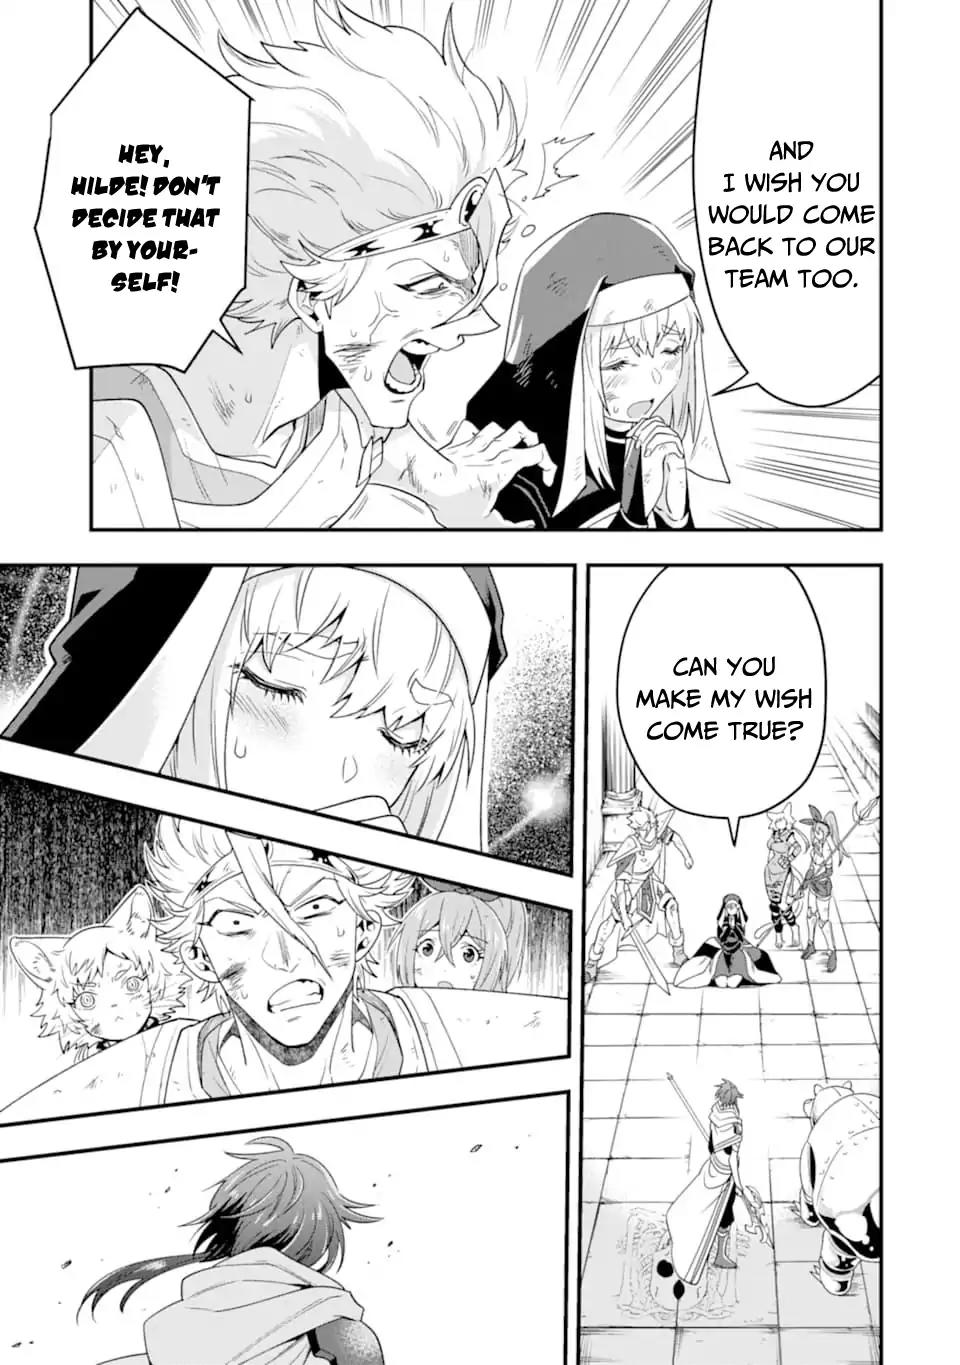 AND
I WISH YOU
WOULD COME
BACK TO OUR
TEAM TOO.
HEY,
HILDE! DON'T
DECIDE THAT
BY YOUR-
SELF!
CAN YOU
MAKE MY WISH
COME TRUE?